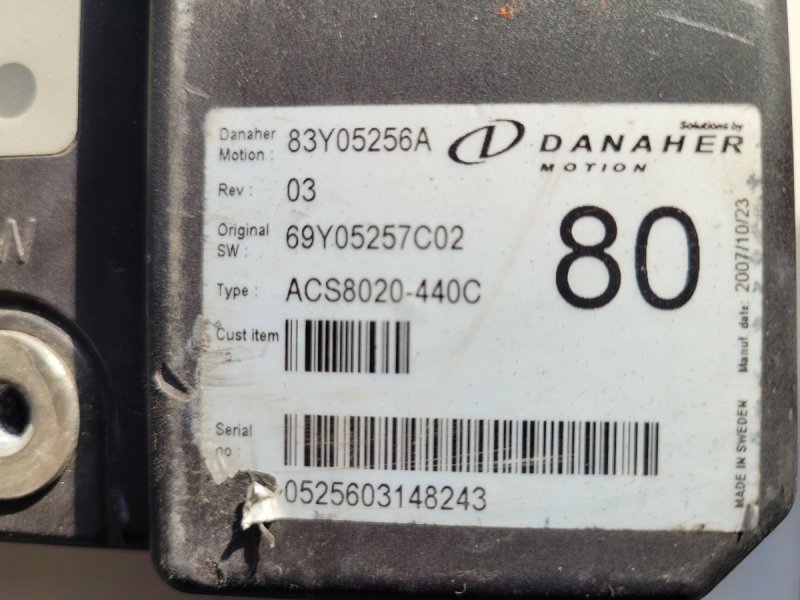 Danaher Motion : 83Y05256A
Solutions by
DANAHER
MOTION
Rev : 03
Original SW : 69Y05257C02
80
Type : ACS8020-440C
Cust item
Serial no :
0525603148243
MADE IN SWEDEN Manuf. date: 2007/10/23
W